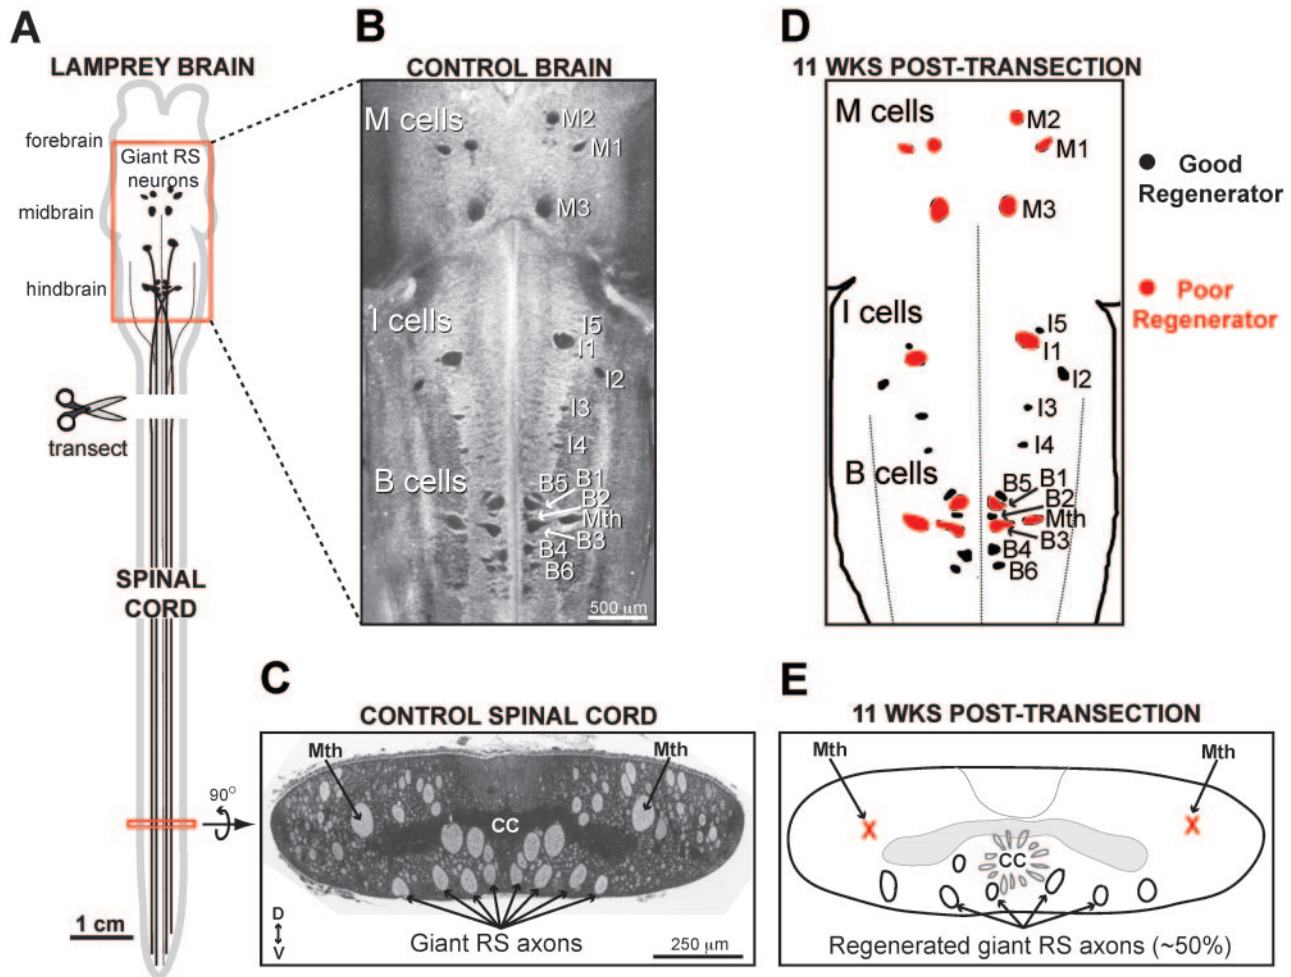 A
LAMPREY BRAIN
forebrain
Giant RS
neurons
midbrain
hindbrain
transect
SPINAL
CORD
90°
1 cm
B
CONTROL BRAIN
M cells
M2
M1
M3
I cells
I5
I1
I2
I3
I4
B cells
B5
B1
B2
Mth
B3
B4
B6
500 µm
D
11 WKS POST-TRANSECTION
M cells
M2
M1
M3
I cells
I5
I1
I2
I3
I4
B cells
B5
B1
B2
Mth
B3
B4
B6
Good
Regenerator
Poor
Regenerator
C
CONTROL SPINAL CORD
Mth
Mth
CC
D
V
Giant RS axons
250 µm
E
11 WKS POST-TRANSECTION
Mth
Mth
X
X
CC
Regenerated giant RS axons (~50%)